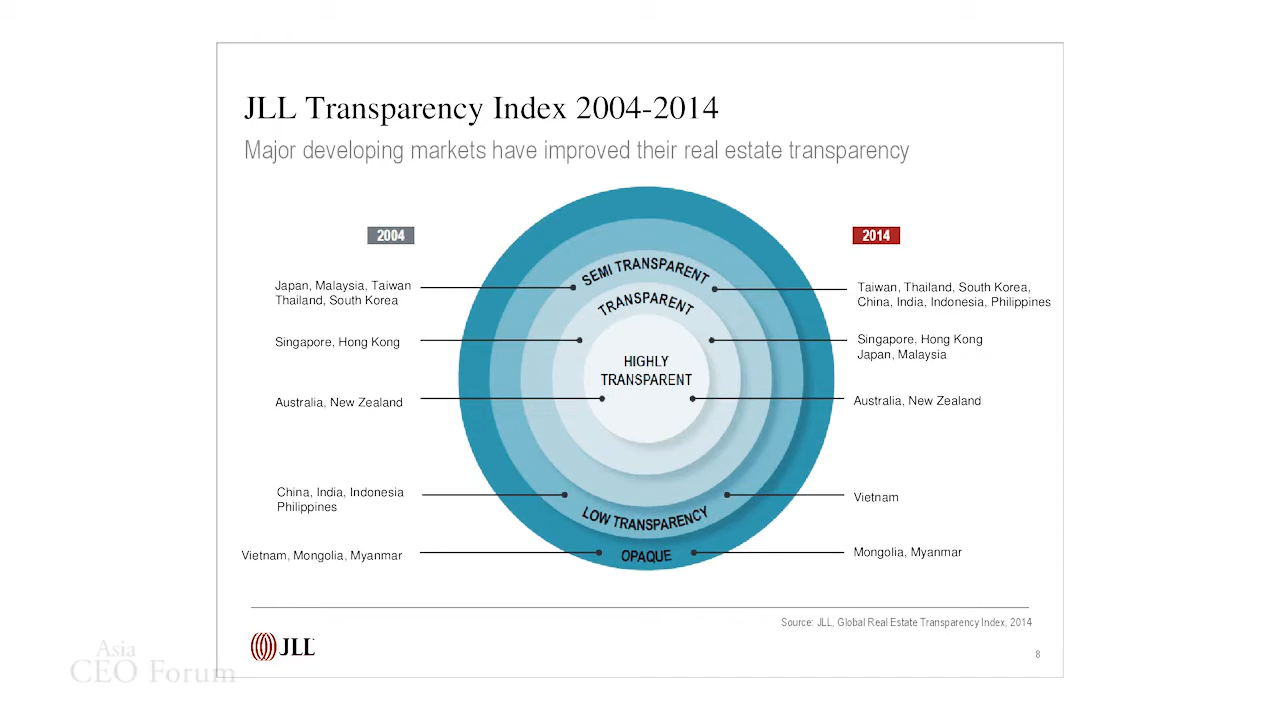 JLL Transparency Index 2004-2014
Major developing markets have improved their real estate transparency
2004
2014
SEMI TRANSPARENT
TRANSPARENT
HIGHLY
TRANSPARENT
LOW TRANSPARENCY
OPAQUE
Japan, Malaysia, Taiwan
Thailand, South Korea
Singapore, Hong Kong
Australia, New Zealand
China, India, Indonesia
Philippines
Vietnam, Mongolia, Myanmar
Taiwan, Thailand, South Korea,
China, India, Indonesia, Philippines
Singapore, Hong Kong
Japan, Malaysia
Australia, New Zealand
Vietnam
Mongolia, Myanmar
Source: JLL, Global Real Estate Transparency Index, 2014
JLL
8
Asia
CEO Forum